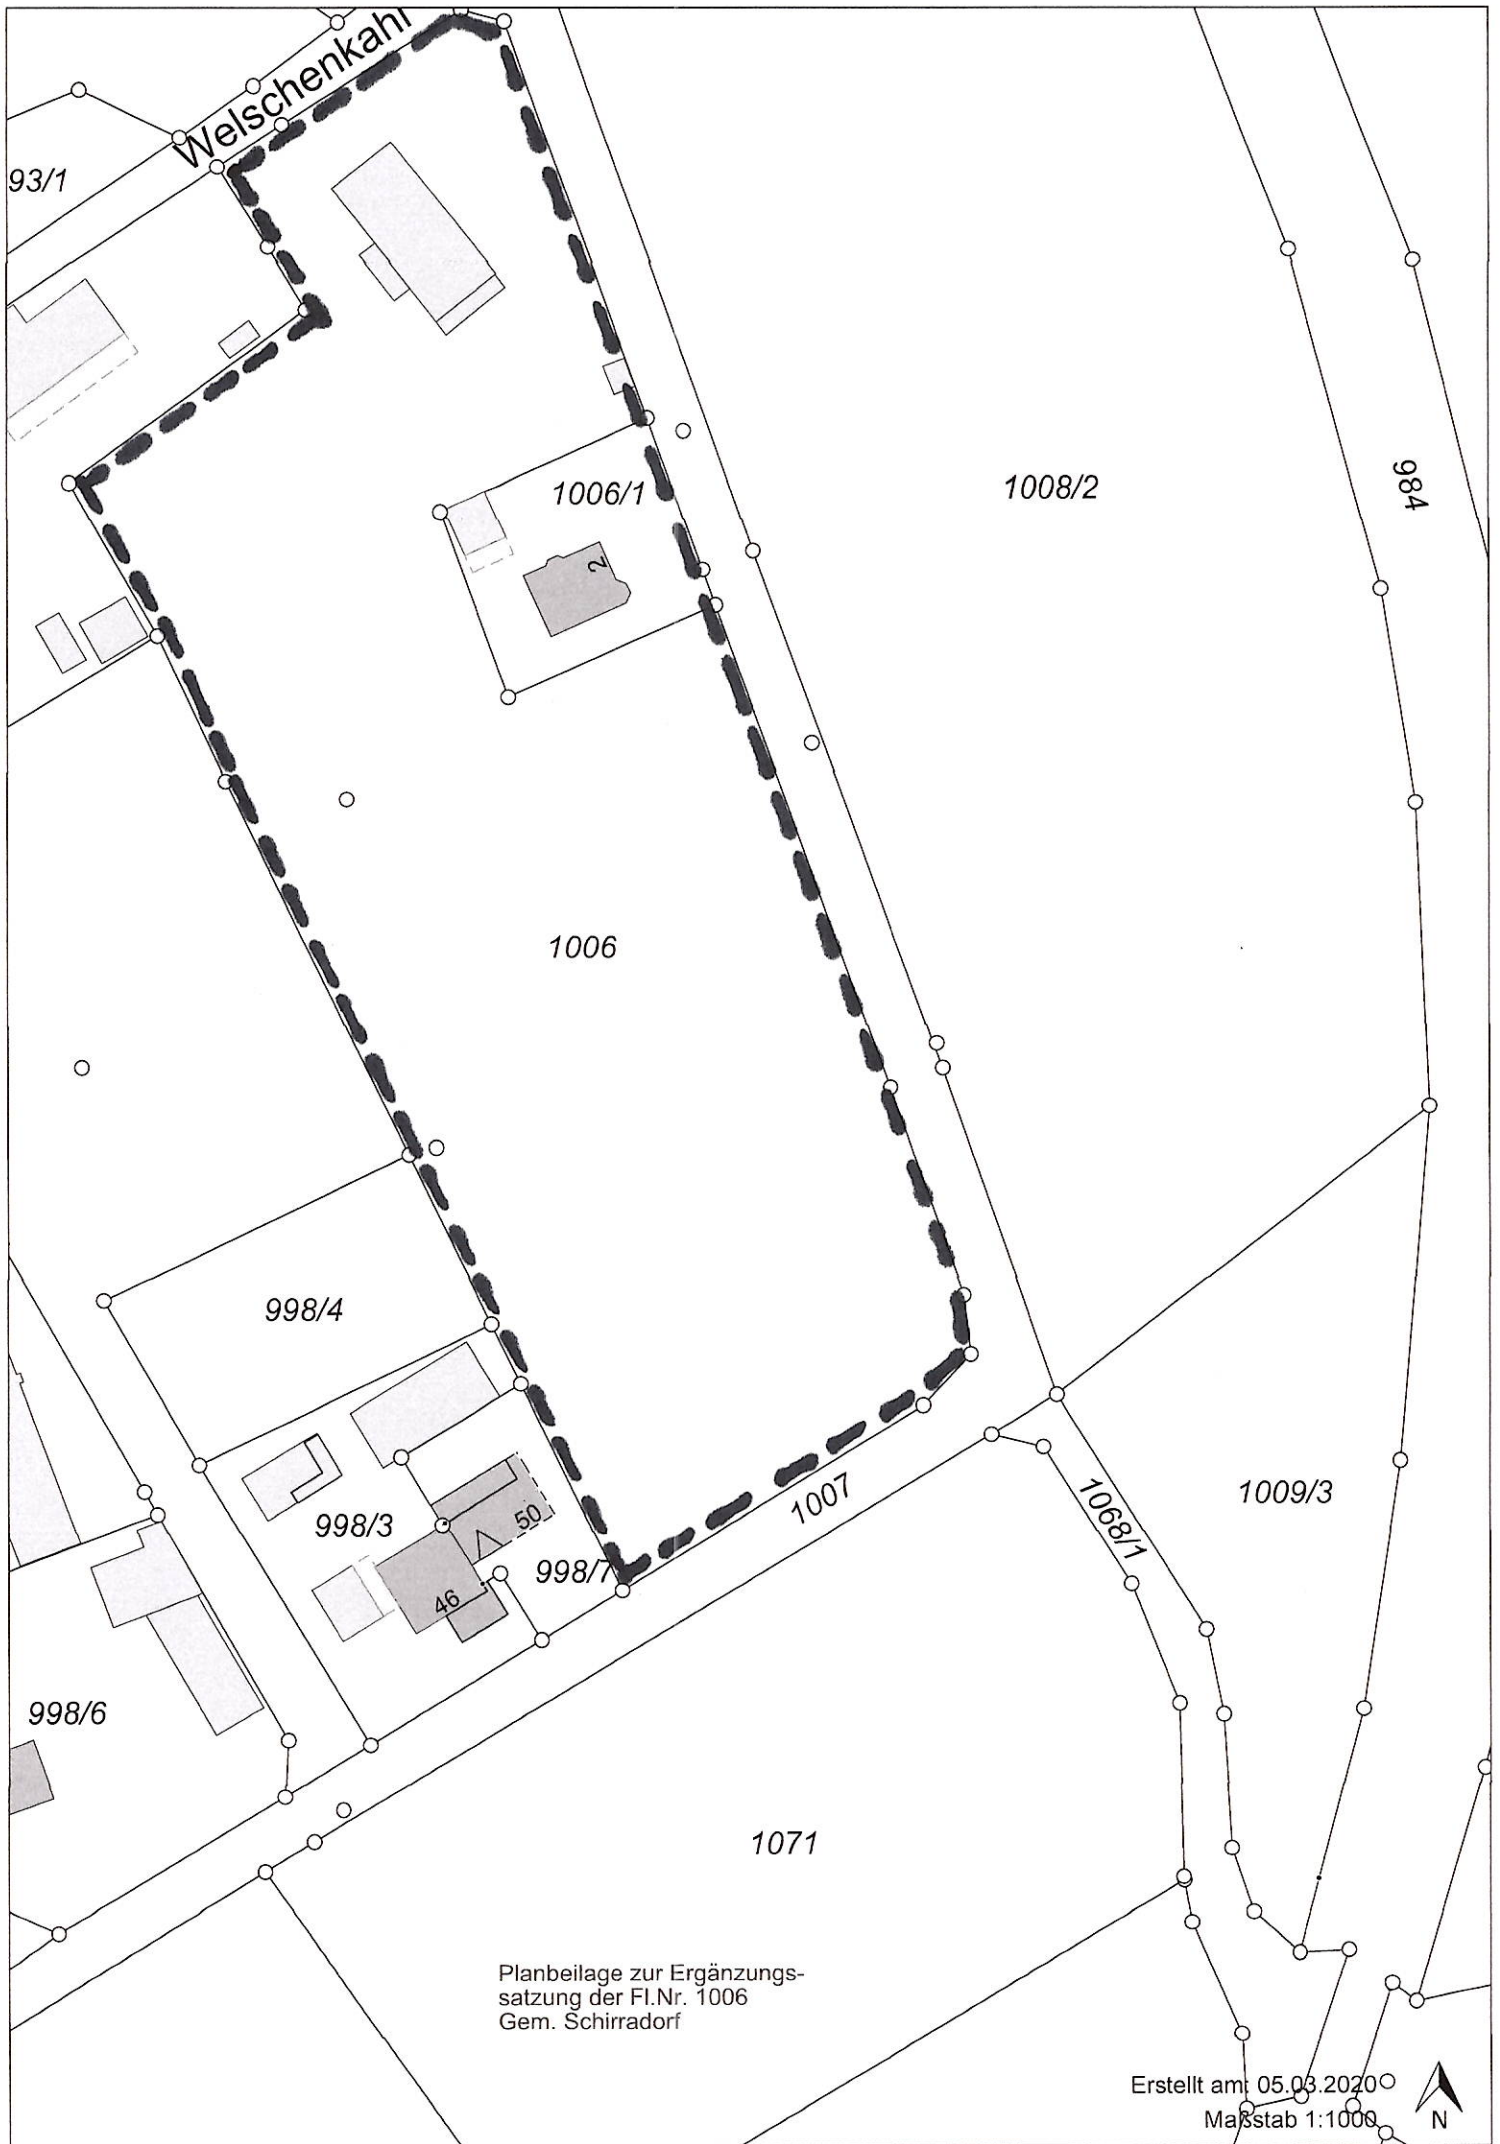 Welschenkahl
93/1
1006/1
2
1008/2
984
1006
998/4
998/3
50
46
998/7
1007
1068/1
1009/3
998/6
1071
Planbeilage zur Ergänzungs-
satzung der Fl.Nr. 1006
Gem. Schirradorf
Erstellt am: 05.03.2020
Maßstab 1:1000
N